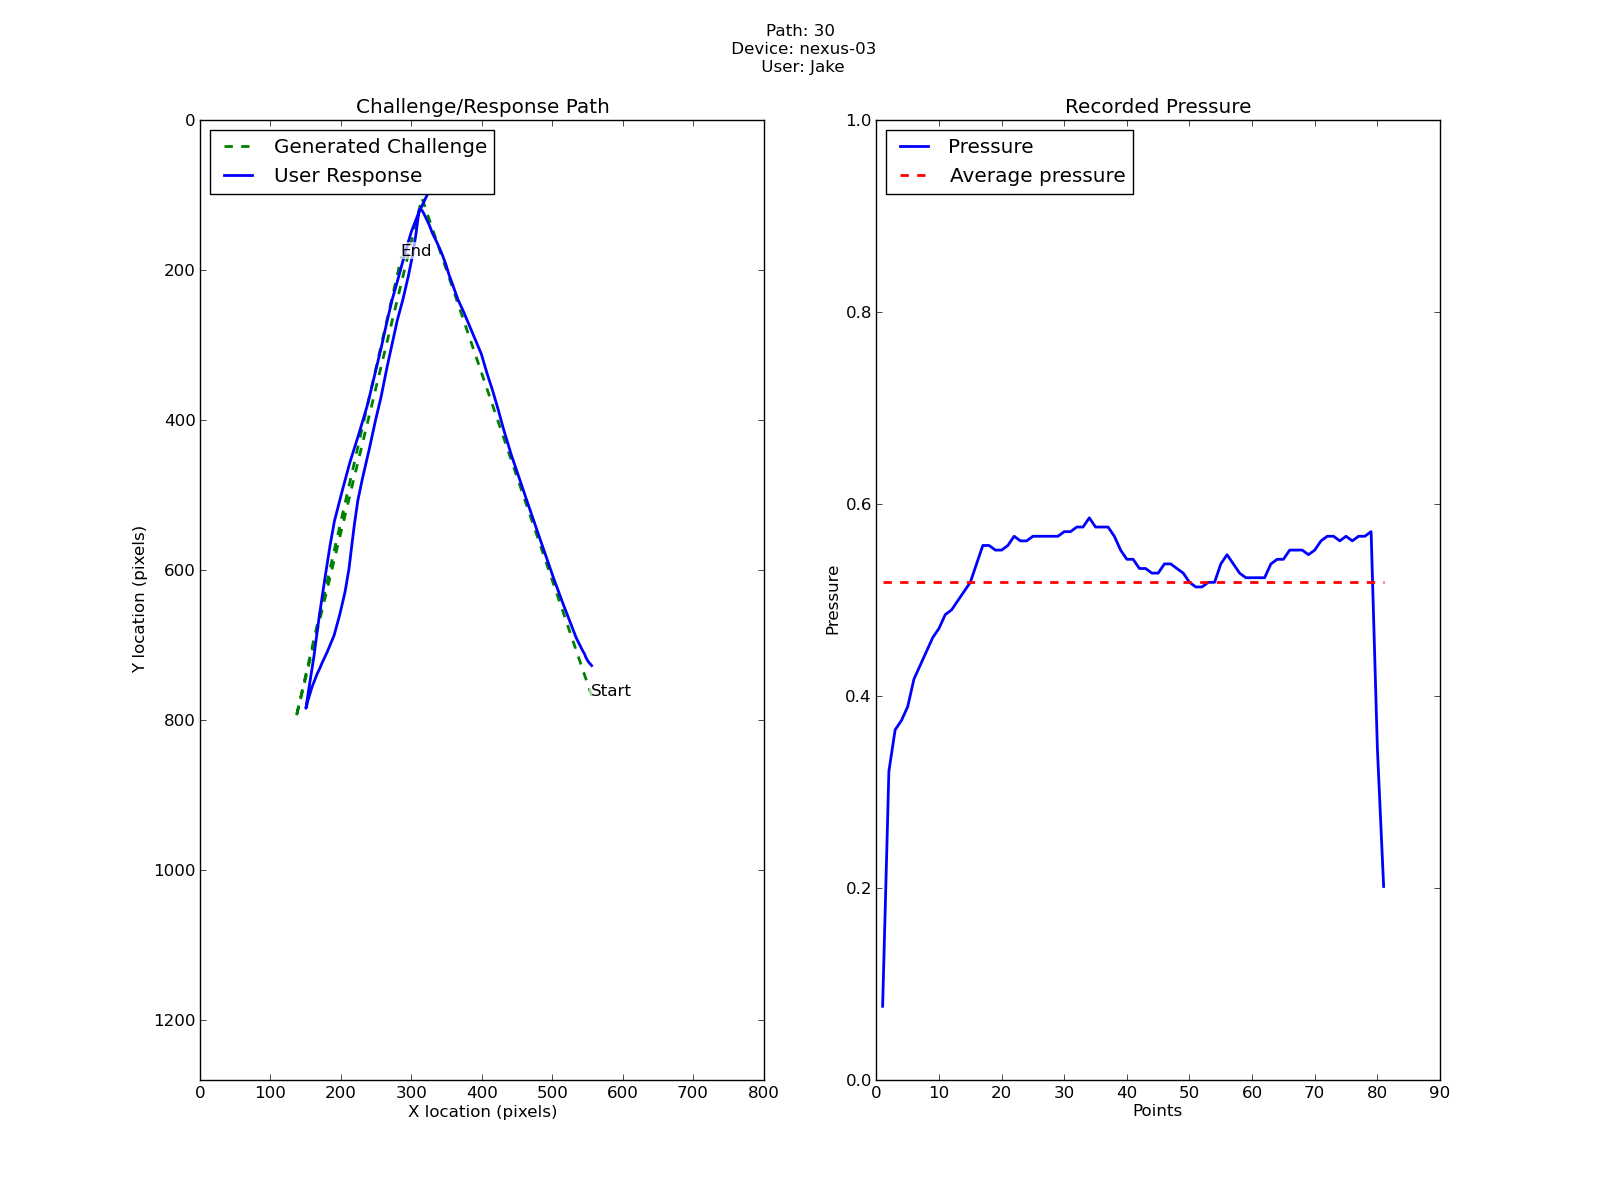 Path: 30
Device: nexus-03
User: Jake
Challenge/Response Path
Generated Challenge
User Response
End
Start
0
200
400
600
800
1000
1200
Y location (pixels)
0 100 200 300 400 500 600 700 800
X location (pixels)
Recorded Pressure
Pressure
Average pressure
1.0
0.8
0.6
0.4
0.2
0.0
Pressure
0 10 20 30 40 50 60 70 80 90
Points